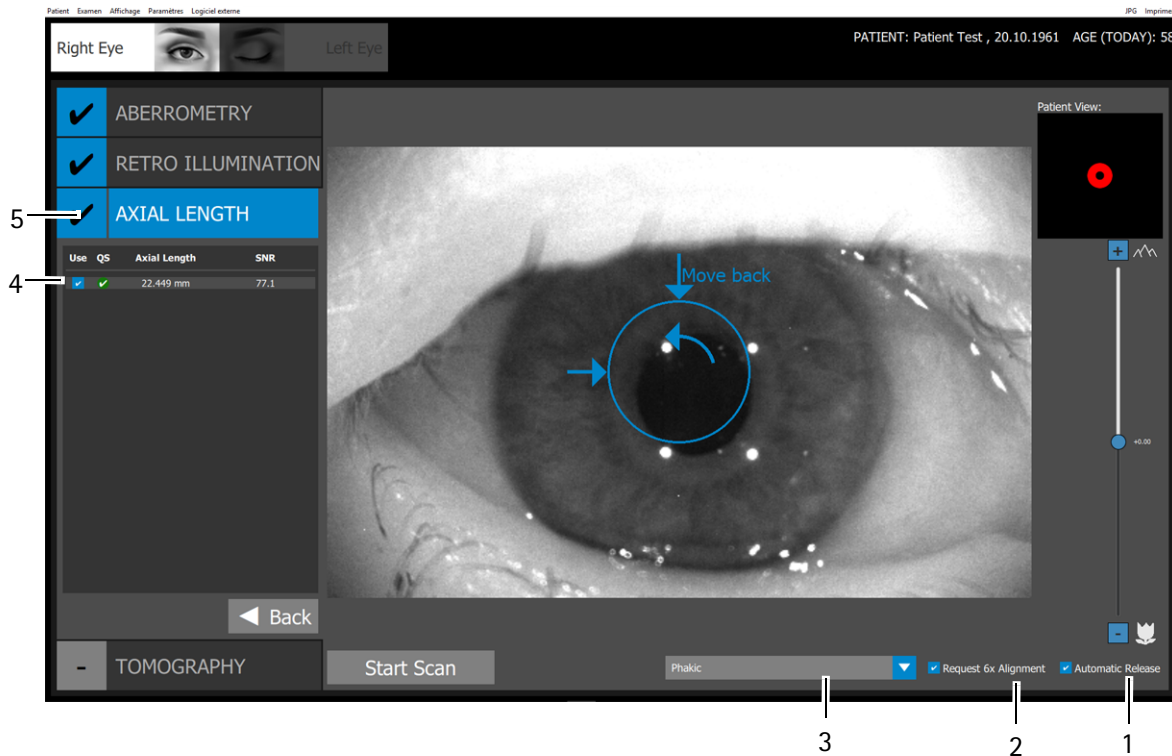 Patient Examen Affichage Paramètres Logiciel externe
JPG Imprime
Right Eye
Left Eye
PATIENT: Patient Test , 20.10.1961 AGE (TODAY): 58
✔ ABERROMETRY
✔ RETRO ILLUMINATION
5
✔ AXIAL LENGTH
Use QS Axial Length SNR
4
✔ ✔ 22.449 mm 77.1
◀ Back
- TOMOGRAPHY
Move back
Patient View:
+
+0.00
-
Start Scan
Phakic
✔ Request 6x Alignment
✔ Automatic Release
3
2
1